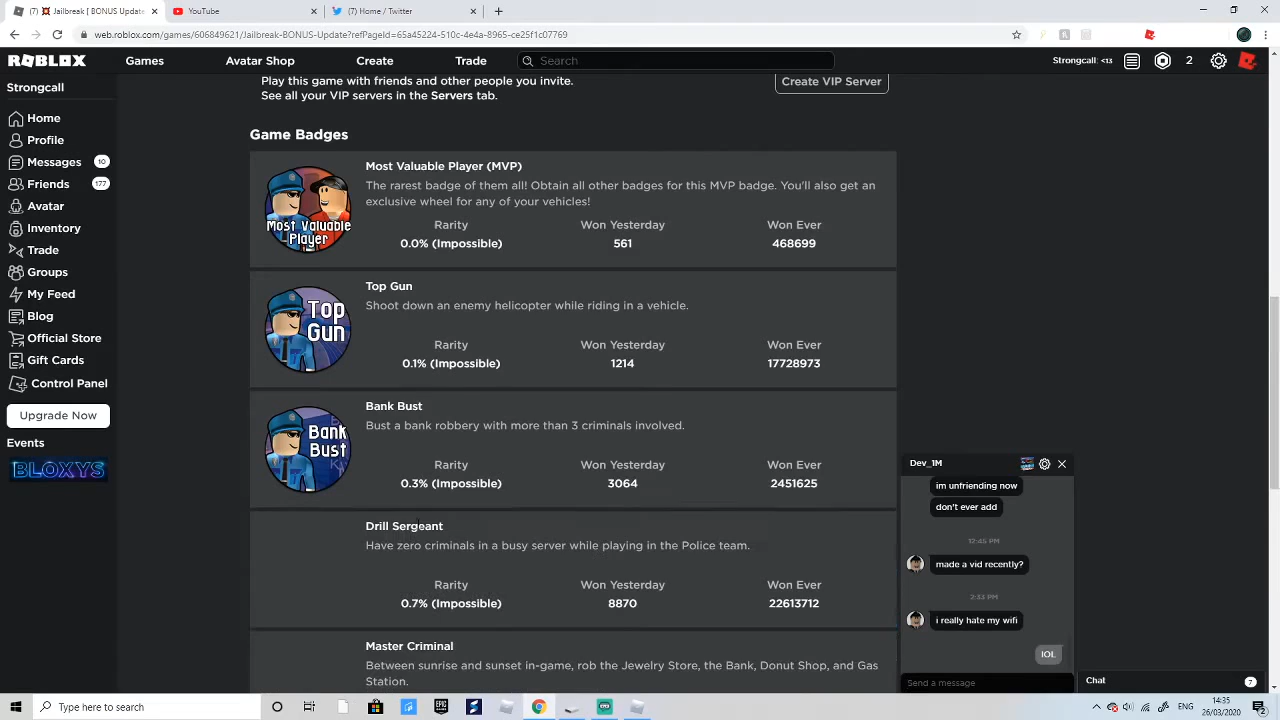 (7) 💥 Jailbreak - BONUS Update
YouTube
(7) Home / Twitter
web.roblox.com/games/606849621/Jailbreak-BONUS-Update?refPageId=65a45224-510c-4e4a-8965-ce25f1c07769
ROBLOX
Games
Avatar Shop
Create
Trade
Search
Strongcall: <13
2
Strongcall
Home
Profile
Messages 10
Friends 177
Avatar
Inventory
Trade
Groups
My Feed
Blog
Official Store
Gift Cards
Control Panel
Upgrade Now
Events
BLOXYS
Play this game with friends and other people you invite.
See all your VIP servers in the Servers tab.
Create VIP Server
Game Badges
Most Valuable Player
Most Valuable Player (MVP)
The rarest badge of them all! Obtain all other badges for this MVP badge. You'll also get an
exclusive wheel for any of your vehicles!
Rarity Won Yesterday Won Ever
0.0% (Impossible) 561 468699
Top Gun
Top Gun
Shoot down an enemy helicopter while riding in a vehicle.
Rarity Won Yesterday Won Ever
0.1% (Impossible) 1214 17728973
Bank Bust
Bank Bust
Bust a bank robbery with more than 3 criminals involved.
Rarity Won Yesterday Won Ever
0.3% (Impossible) 3064 2451625
Drill Sergeant
Have zero criminals in a busy server while playing in the Police team.
Rarity Won Yesterday Won Ever
0.7% (Impossible) 8870 22613712
Master Criminal
Between sunrise and sunset in-game, rob the Jewelry Store, the Bank, Donut Shop, and Gas
Station.
Dev_1M
im unfriending now
don't ever add
12:45 PM
made a vid recently?
2:33 PM
i really hate my wifi
lOL
Send a message
Chat 7
Type here to search
14:35
26/03/2020
2